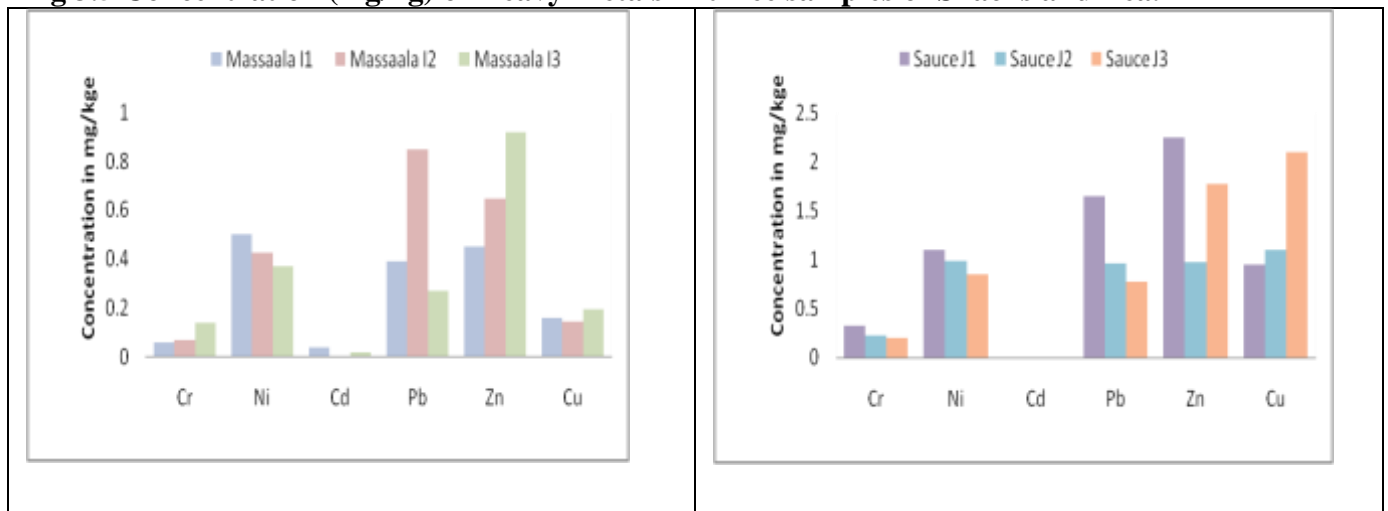 Massaala I1 Massaala I2 Massaala I3
Concentration in mg/kge
1
0.8
0.6
0.4
0.2
0
Cr Ni Cd Pb Zn Cu
Sauce J1 Sauce J2 Sauce J3
Concentration in mg/kge
2.5
2
1.5
1
0.5
0
Cr Ni Cd Pb Zn Cu